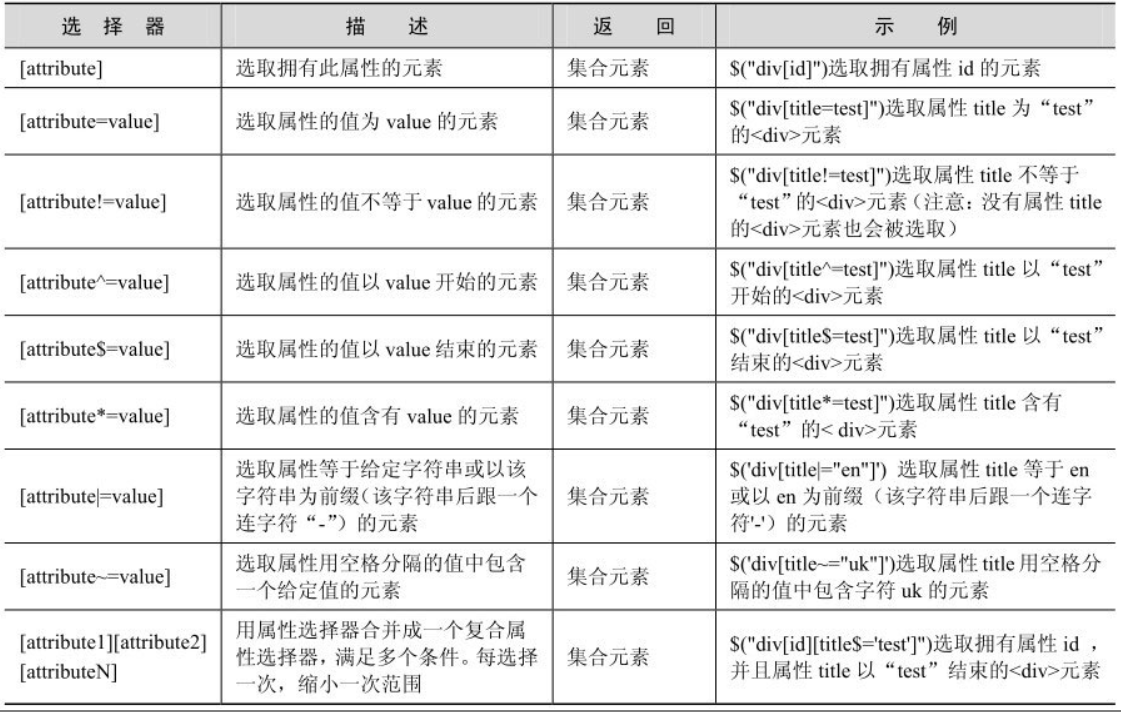 选 择 器 描 述 返 回 示 例
[attribute] 选取拥有此属性的元素 集合元素 $("div[id]")选取拥有属性 id 的元素
[attribute=value] 选取属性的值为 value 的元素 集合元素 $("div[title=test]")选取属性 title 为“test”
的<div>元素
[attribute!=value] 选取属性的值不等于 value 的元素 集合元素 $("div[title!=test]")选取属性 title 不等于
“test”的<div>元素（注意：没有属性 title
的<div>元素也会被选取）
[attribute^=value] 选取属性的值以 value 开始的元素 集合元素 $("div[title^=test]")选取属性 title 以“test”
开始的<div>元素
[attribute$=value] 选取属性的值以 value 结束的元素 集合元素 $("div[title$=test]")选取属性 title 以“test”
结束的<div>元素
[attribute*=value] 选取属性的值含有 value 的元素 集合元素 $("div[title*=test]")选取属性 title 含有
“test”的< div>元素
[attribute|=value] 选取属性等于给定字符串或以该
字符串为前缀（该字符串后跟一个
连字符“-”）的元素
集合元素
$('div[title|="en"]') 选取属性 title 等于 en
或以 en 为前缀（该字符串后跟一个连字
符'-'）的元素
[attribute~=value] 选取属性用空格分隔的值中包含
一个给定值的元素
集合元素
$('div[title~="uk"]')选取属性 title 用空格分
隔的值中包含字符 uk 的元素
[attribute1][attribute2]
[attributeN]
用属性选择器合并成一个复合属
性选择器，满足多个条件。每选择
一次，缩小一次范围
集合元素
$("div[id][title$='test']")选取拥有属性 id ，
并且属性 title 以“test”结束的<div>元素